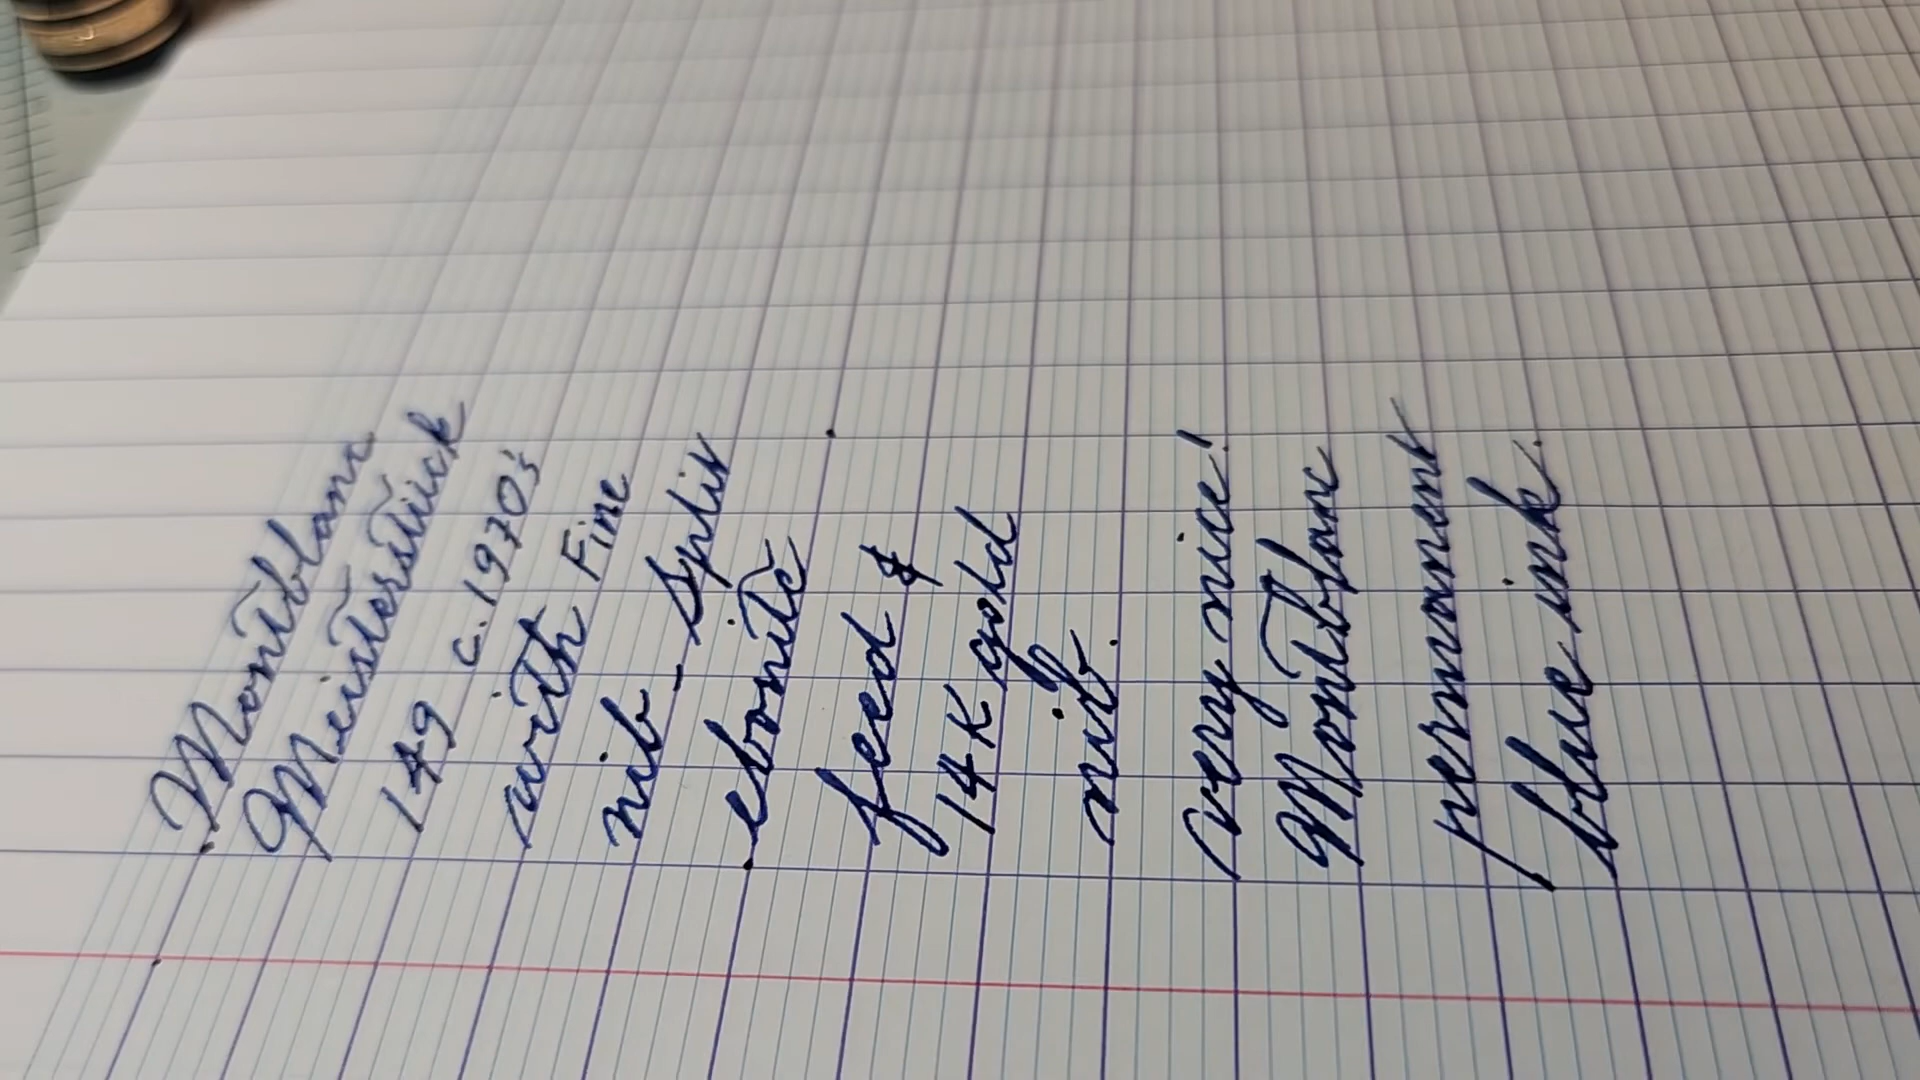 Montblanc
Meisterstück
149 c. 1970's
with Fine
nib - split
ebonite
feed &
14K gold
nib.
very nice!
Montblanc
permanent
blue ink.